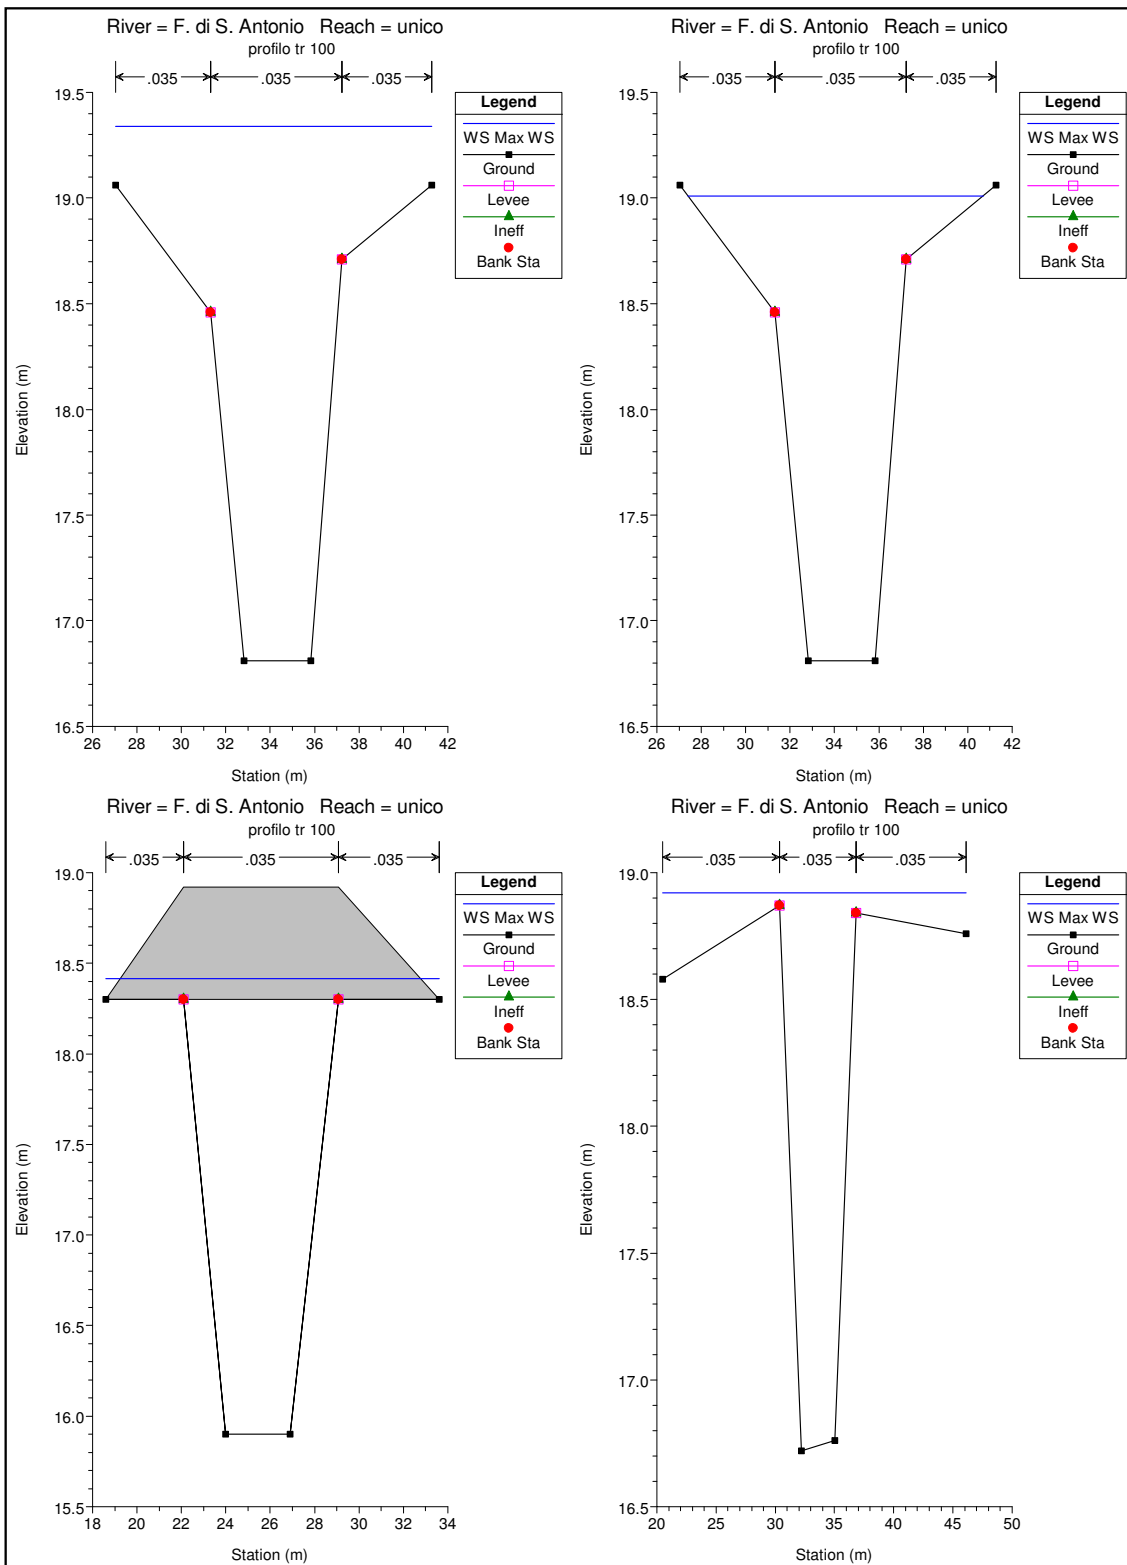 River = F. di S. Antonio   Reach = unico
profilo tr 100
.035 .035 .035
Legend
WS Max WS
Ground
Levee
Ineff
Bank Sta
19.5
19.0
18.5
18.0
17.5
17.0
16.5
Elevation (m)
26 28 30 32 34 36 38 40 42
Station (m)
River = F. di S. Antonio   Reach = unico
profilo tr 100
.035 .035 .035
Legend
WS Max WS
Ground
Levee
Ineff
Bank Sta
19.5
19.0
18.5
18.0
17.5
17.0
16.5
Elevation (m)
26 28 30 32 34 36 38 40 42
Station (m)
River = F. di S. Antonio   Reach = unico
profilo tr 100
.035 .035 .035
Legend
WS Max WS
Ground
Levee
Ineff
Bank Sta
19.0
18.5
18.0
17.5
17.0
16.5
16.0
15.5
Elevation (m)
18 20 22 24 26 28 30 32 34
Station (m)
River = F. di S. Antonio   Reach = unico
profilo tr 100
.035 .035 .035
Legend
WS Max WS
Ground
Levee
Ineff
Bank Sta
19.0
18.5
18.0
17.5
17.0
16.5
Elevation (m)
20 25 30 35 40 45 50
Station (m)